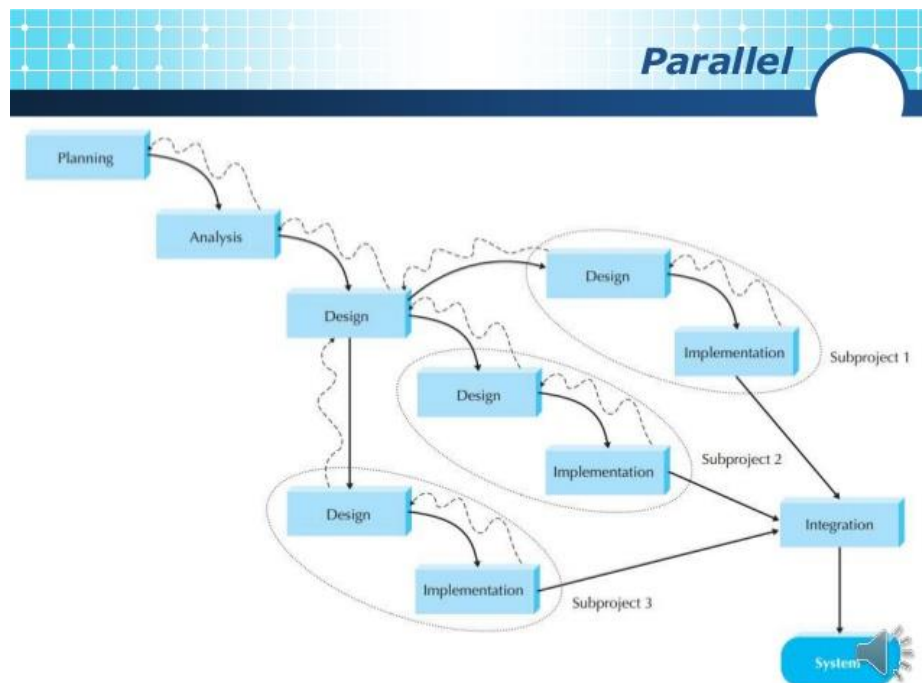 Parallel
Planning
Analysis
Design
Design
Implementation
Subproject 1
Design
Implementation
Subproject 2
Design
Implementation
Subproject 3
Integration
System